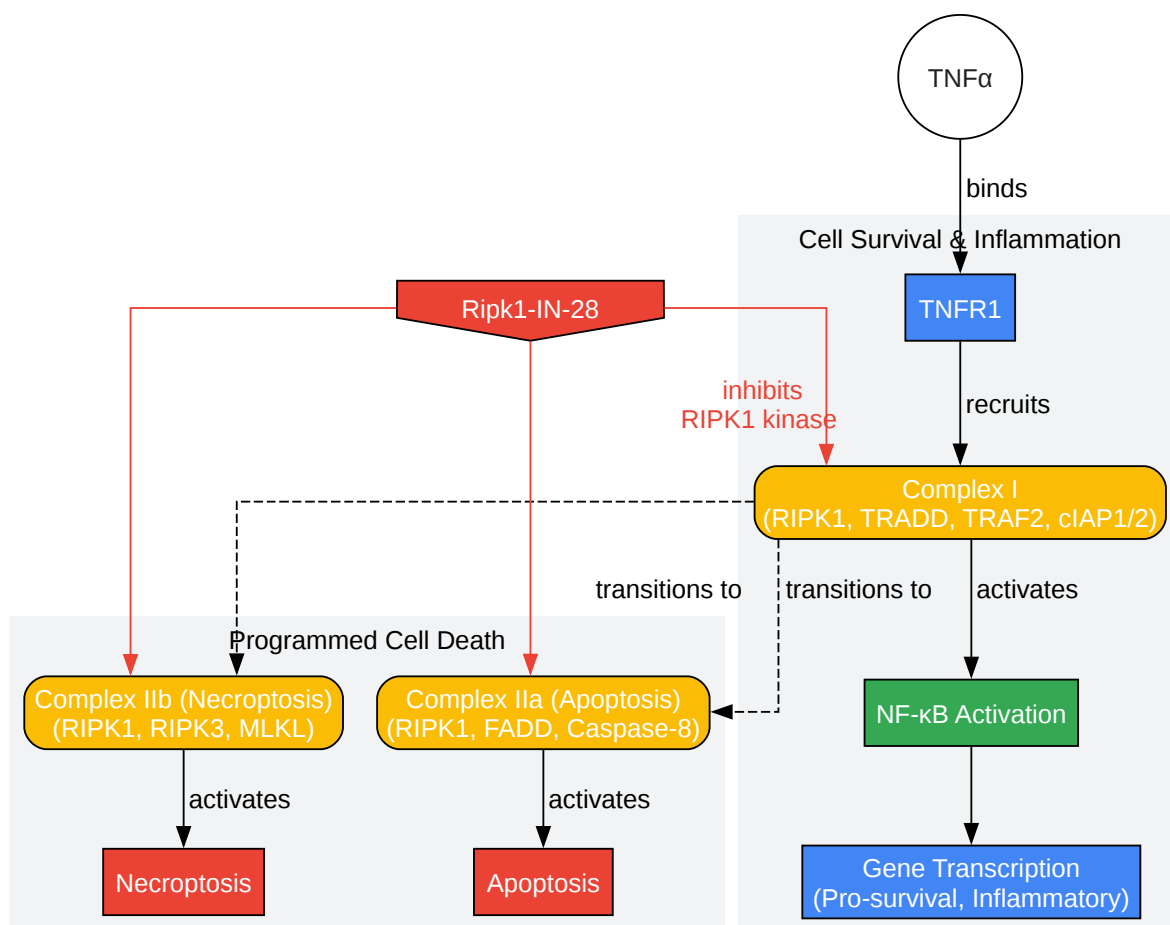 TNFα
binds
Cell Survival & Inflammation
Ripk1-IN-28
TNFR1
inhibits
RIPK1 kinase
recruits
Complex I
(RIPK1, TRADD, TRAF2, cIAP1/2)
transitions to
transitions to
activates
Programmed Cell Death
Complex IIb (Necroptosis)
(RIPK1, RIPK3, MLKL)
Complex IIa (Apoptosis)
(RIPK1, FADD, Caspase-8)
NF-κB Activation
activates
activates
Necroptosis
Apoptosis
Gene Transcription
(Pro-survival, Inflammatory)